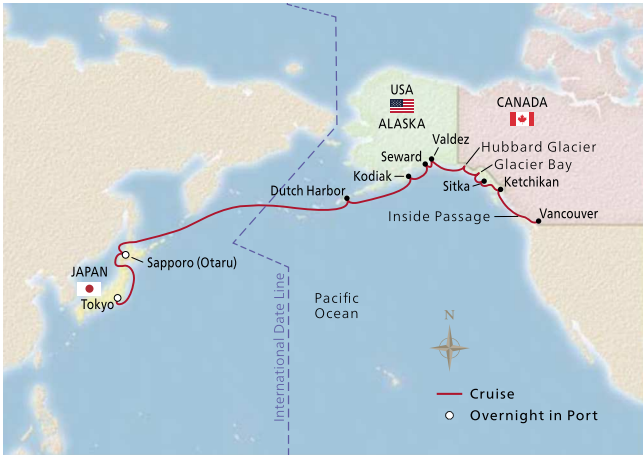 USA
ALASKA
CANADA
Valdez
Hubbard Glacier
Seward
Glacier Bay
Kodiak
Sitka
Ketchikan
Dutch Harbor
Inside Passage
Vancouver
Sapporo (Otaru)
JAPAN
Tokyo
International Date Line
Pacific
Ocean
N
Cruise
Overnight in Port